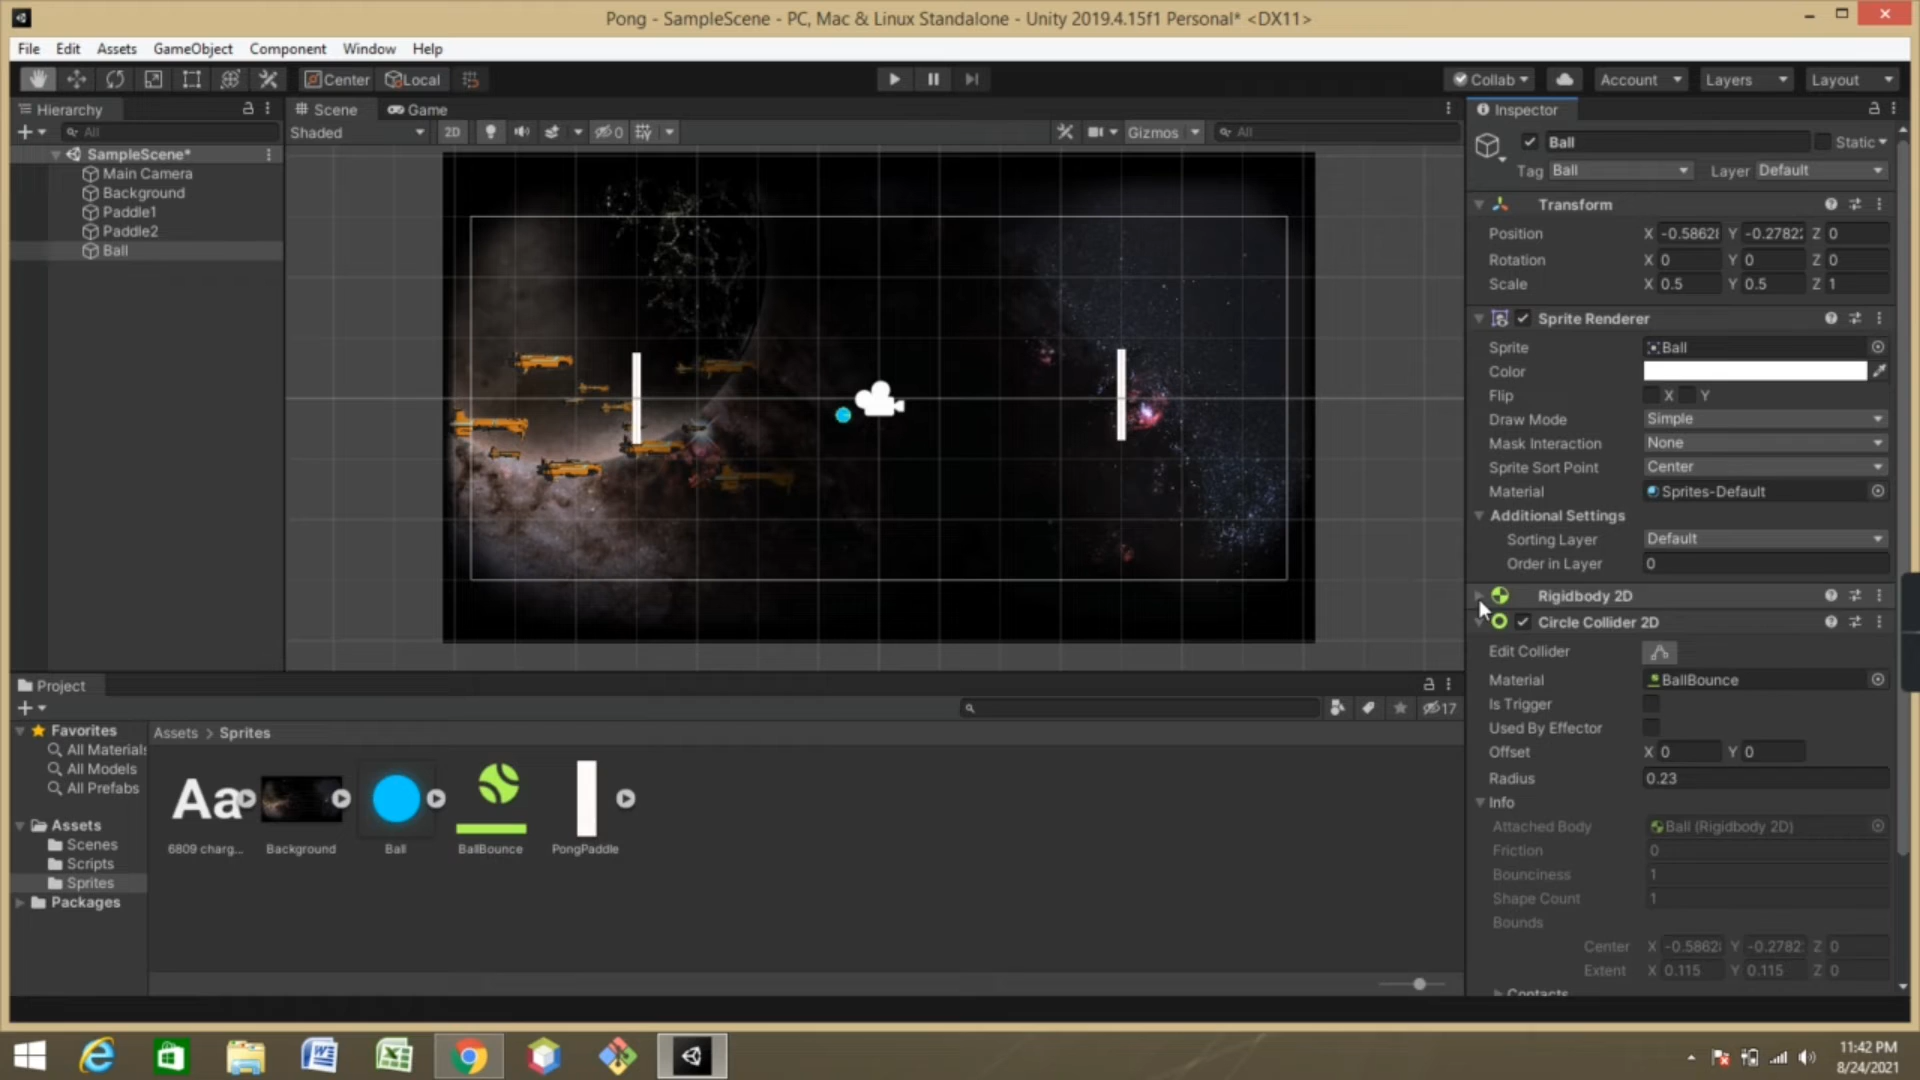 Pong - SampleScene - PC, Mac & Linux Standalone - Unity 2019.4.15f1 Personal* <DX11>
File Edit Assets GameObject Component Window Help
Center Local Collab Account Layers Layout
Hierarchy
All
SampleScene*
Main Camera
Background
Paddle1
Paddle2
Ball
Scene Game
Shaded 2D 0 Gizmos All
Inspector
Ball Static
Tag Ball Layer Default
Transform
Position X -0.5862 Y -0.2782 Z 0
Rotation X 0 Y 0 Z 0
Scale X 0.5 Y 0.5 Z 1
Sprite Renderer
Sprite Ball
Color
Flip X Y
Draw Mode Simple
Mask Interaction None
Sprite Sort Point Center
Material Sprites-Default
Additional Settings
Sorting Layer Default
Order in Layer 0
Rigidbody 2D
Circle Collider 2D
Edit Collider
Material BallBounce
Is Trigger
Used By Effector
Offset X 0 Y 0
Radius 0.23
Info
Attached Body Ball (Rigidbody 2D)
Friction 0
Bounciness 1
Shape Count 1
Bounds
Center X -0.5862 Y -0.2782 Z 0
Extent X 0.115 Y 0.115 Z 0
Contacts
Project
17
Favorites
All Materials
All Models
All Prefabs
Assets
Scenes
Scripts
Sprites
Packages
Assets > Sprites
Aa
6809 charg... Background Ball BallBounce PongPaddle
11:42 PM
8/24/2021